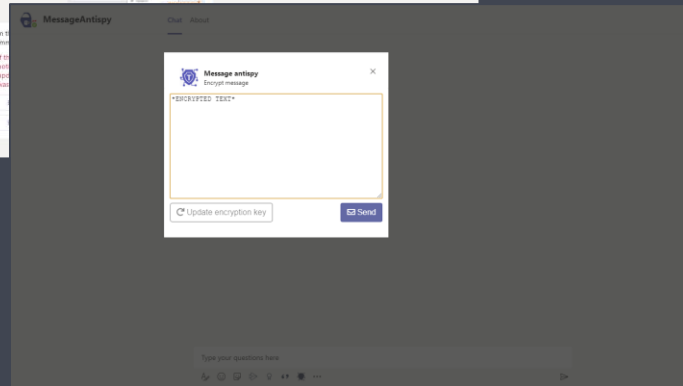 MessageAntispy
Chat About
Message antispy
Encrypt message
*ENCRYPTED TEXT*
Update encryption key
Send
Type your questions here